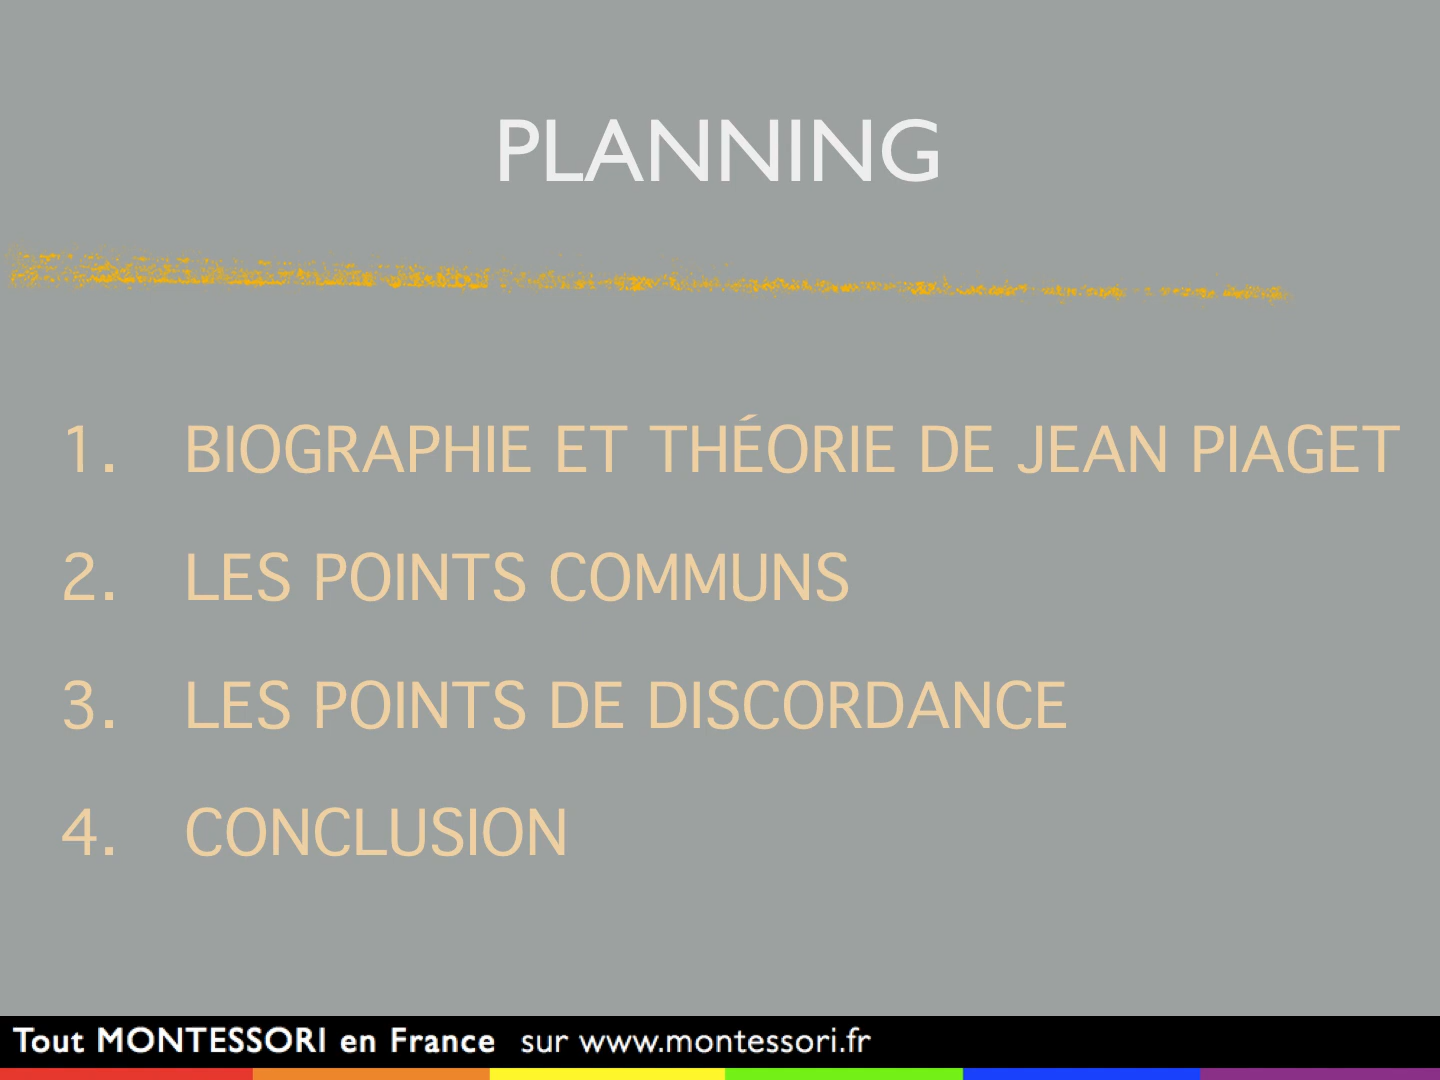 PLANNING
1. BIOGRAPHIE ET THÉORIE DE JEAN PIAGET
2. LES POINTS COMMUNS
3. LES POINTS DE DISCORDANCE
4. CONCLUSION
Tout MONTESSORI en France sur www.montessori.fr